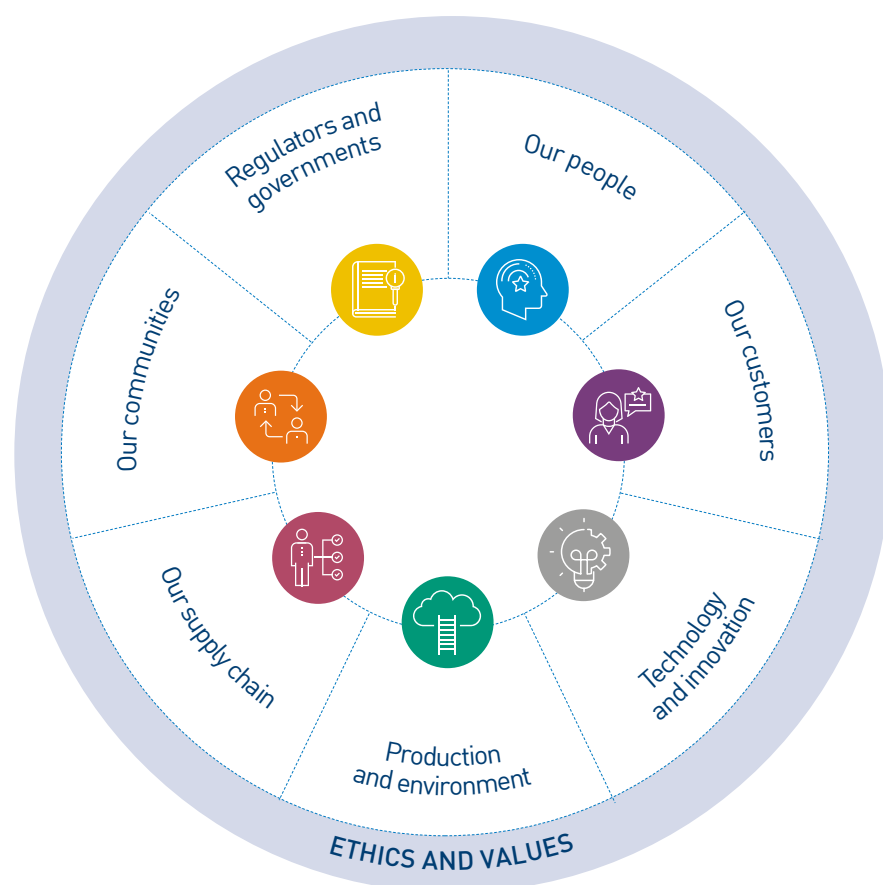 Regulators and
governments
Our people
Our customers
Technology
and innovation
Production
and environment
Our supply chain
Our communities
ETHICS AND VALUES